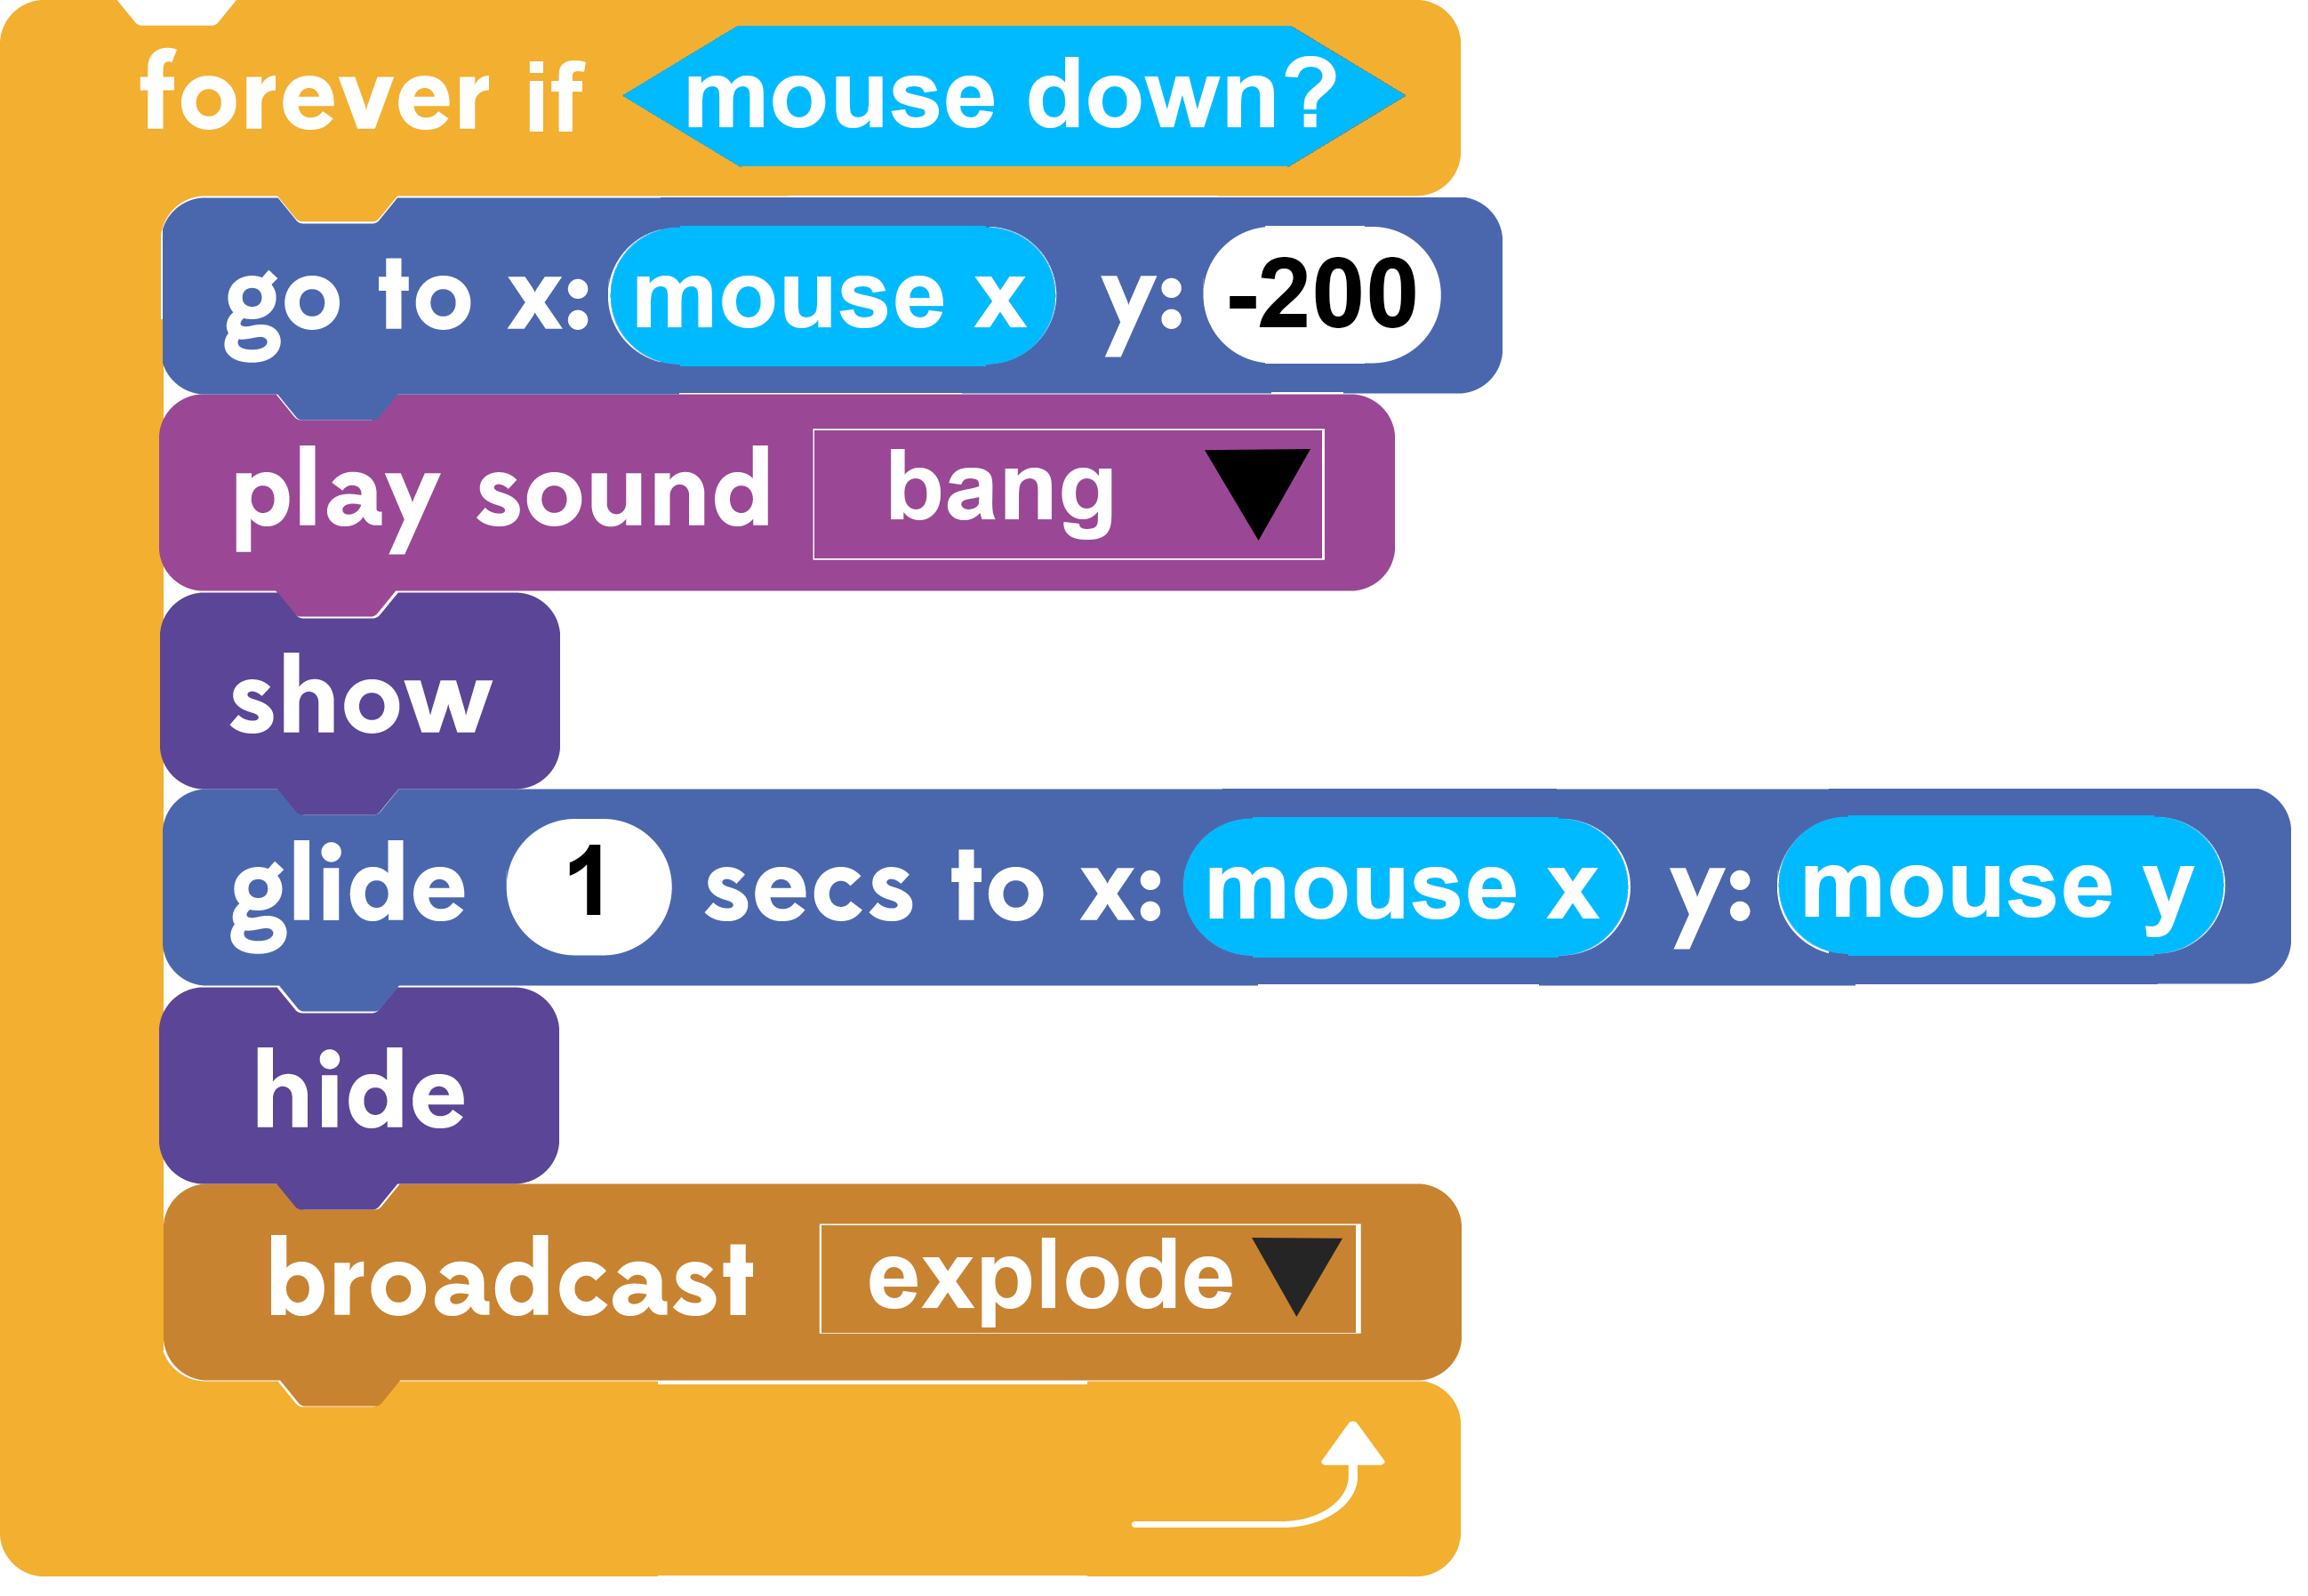 forever if mouse down?
go to x: mouse x y: -200
play sound bang
show
glide 1 secs to x: mouse x y: mouse y
hide
broadcast explode